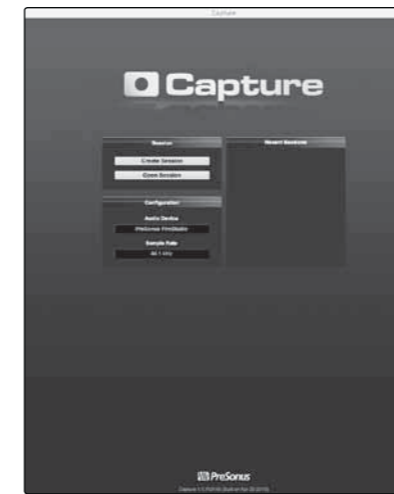 Capture
Capture
Session
Recent Sessions
Create Session
Open Session
Configuration
Audio Device
PreSonus FireStudio
Sample Rate
48.1 kHz
PreSonus